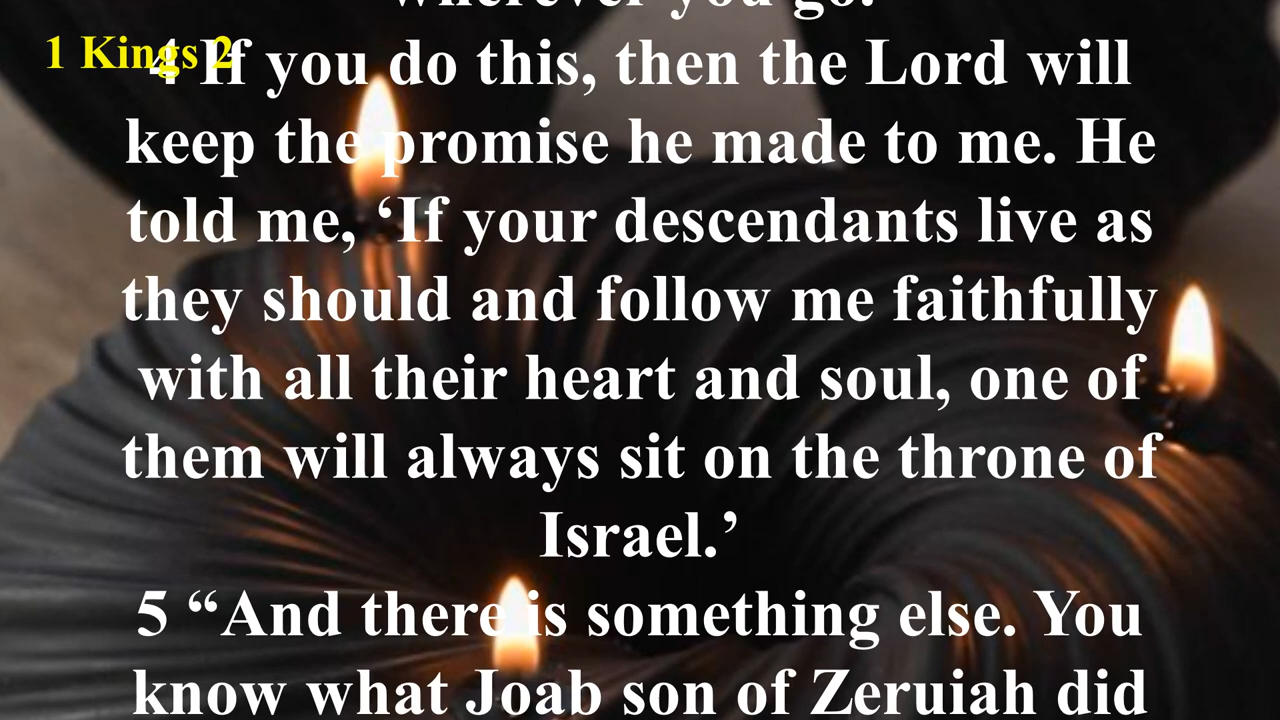 wherever you go.
1 Kings 2
4 If you do this, then the Lord will
keep the promise he made to me. He
told me, ‘If your descendants live as
they should and follow me faithfully
with all their heart and soul, one of
them will always sit on the throne of
Israel.’
5 “And there is something else. You
know what Joab son of Zeruiah did